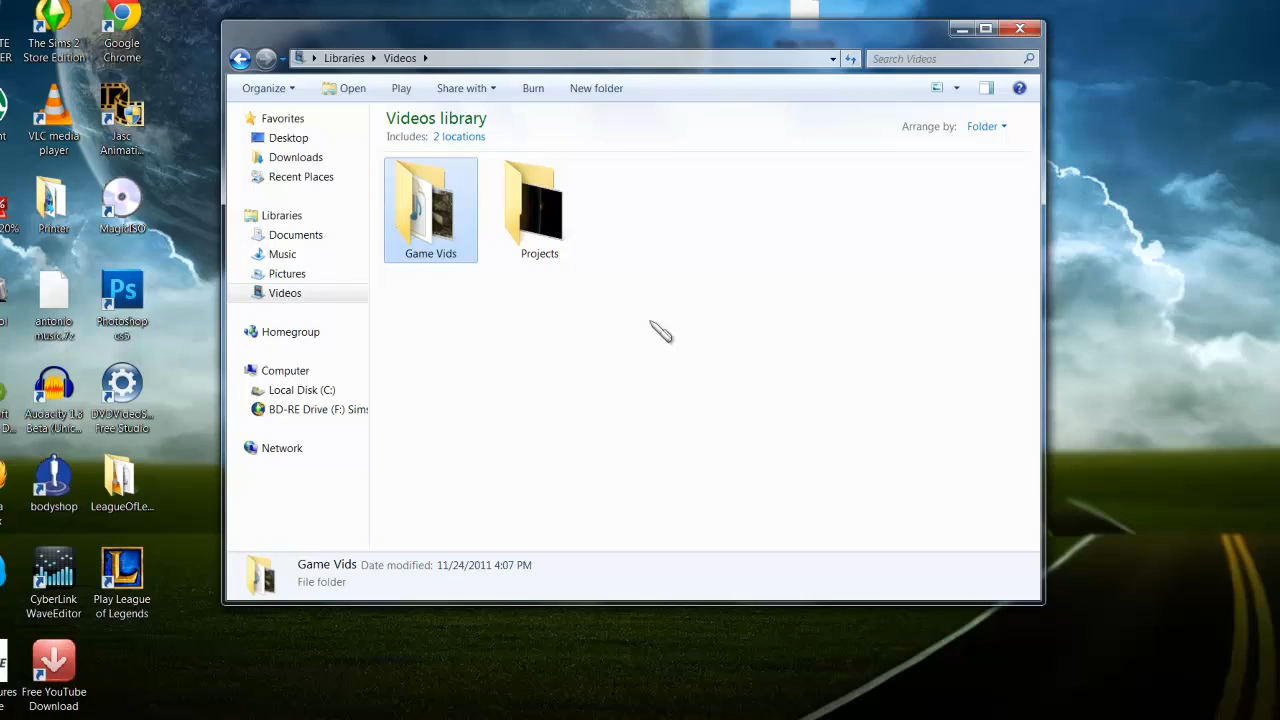 The Sims 2
Store Edition
Google
Chrome
VLC media
player
Jasc
Animati...
20%
Printer
MagicISO
antonio
music.7z
Ps
Photoshop
cs5
Audacity 1.3
Beta (Unic...
DVDVideoS...
Free Studio
bodyshop
LeagueOfLe...
CyberLink
WaveEditor
L
Play League
of Legends
Free YouTube
Download
Libraries
Videos
Search Videos
Organize
Open
Play
Share with
Burn
New folder
Favorites
Desktop
Downloads
Recent Places
Libraries
Documents
Music
Pictures
Videos
Homegroup
Computer
Local Disk (C:)
BD-RE Drive (F:) Sims
Network
Videos library
Includes: 2 locations
Arrange by: Folder
Game Vids
Projects
Game Vids Date modified: 11/24/2011 4:07 PM
File folder